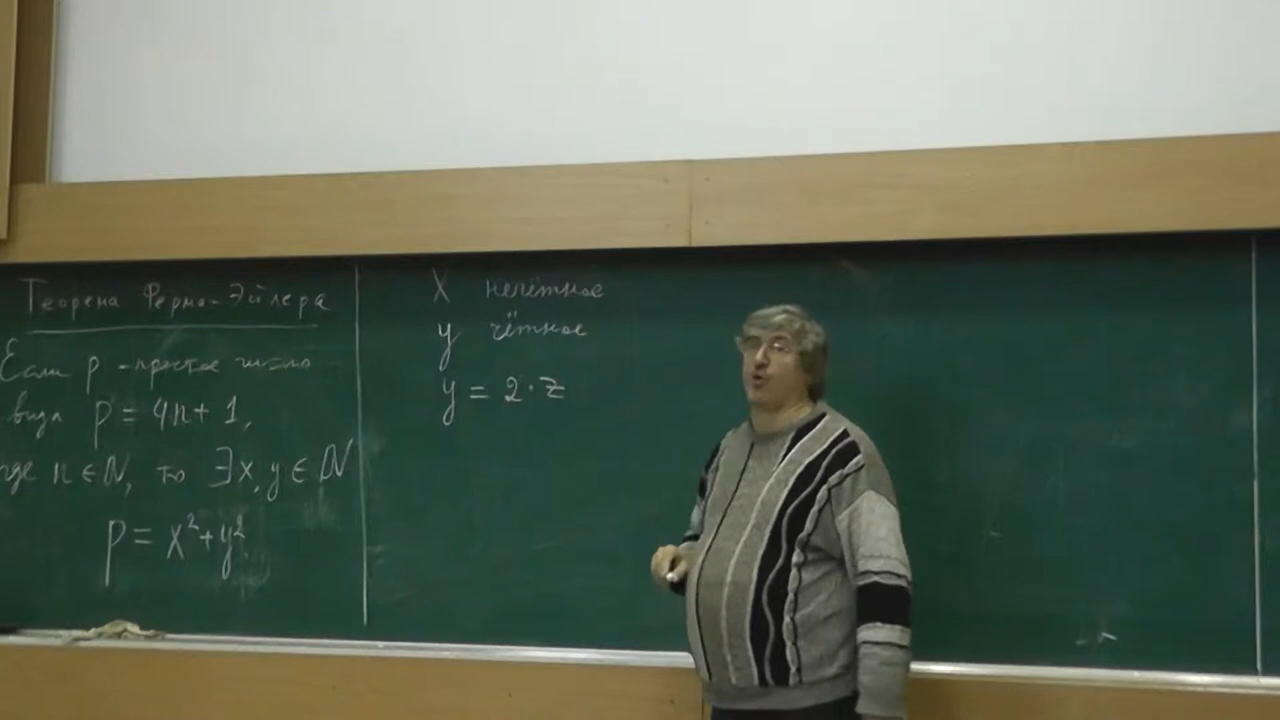 Теорема Ферма-Эйлера
Если p - простое число
вида p = 4n + 1,
где n ∈ ℕ, то ∃ x, y ∈ ℕ
p = x² + y².
x нечётное
y чётное
y = 2 · z